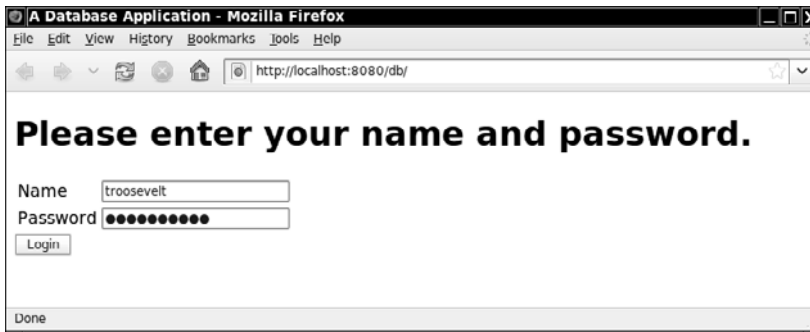 A Database Application - Mozilla Firefox
File Edit View History Bookmarks Tools Help
http://localhost:8080/db/
Please enter your name and password.
Name troosevelt
Password ●●●●●●●●●●
Login
Done